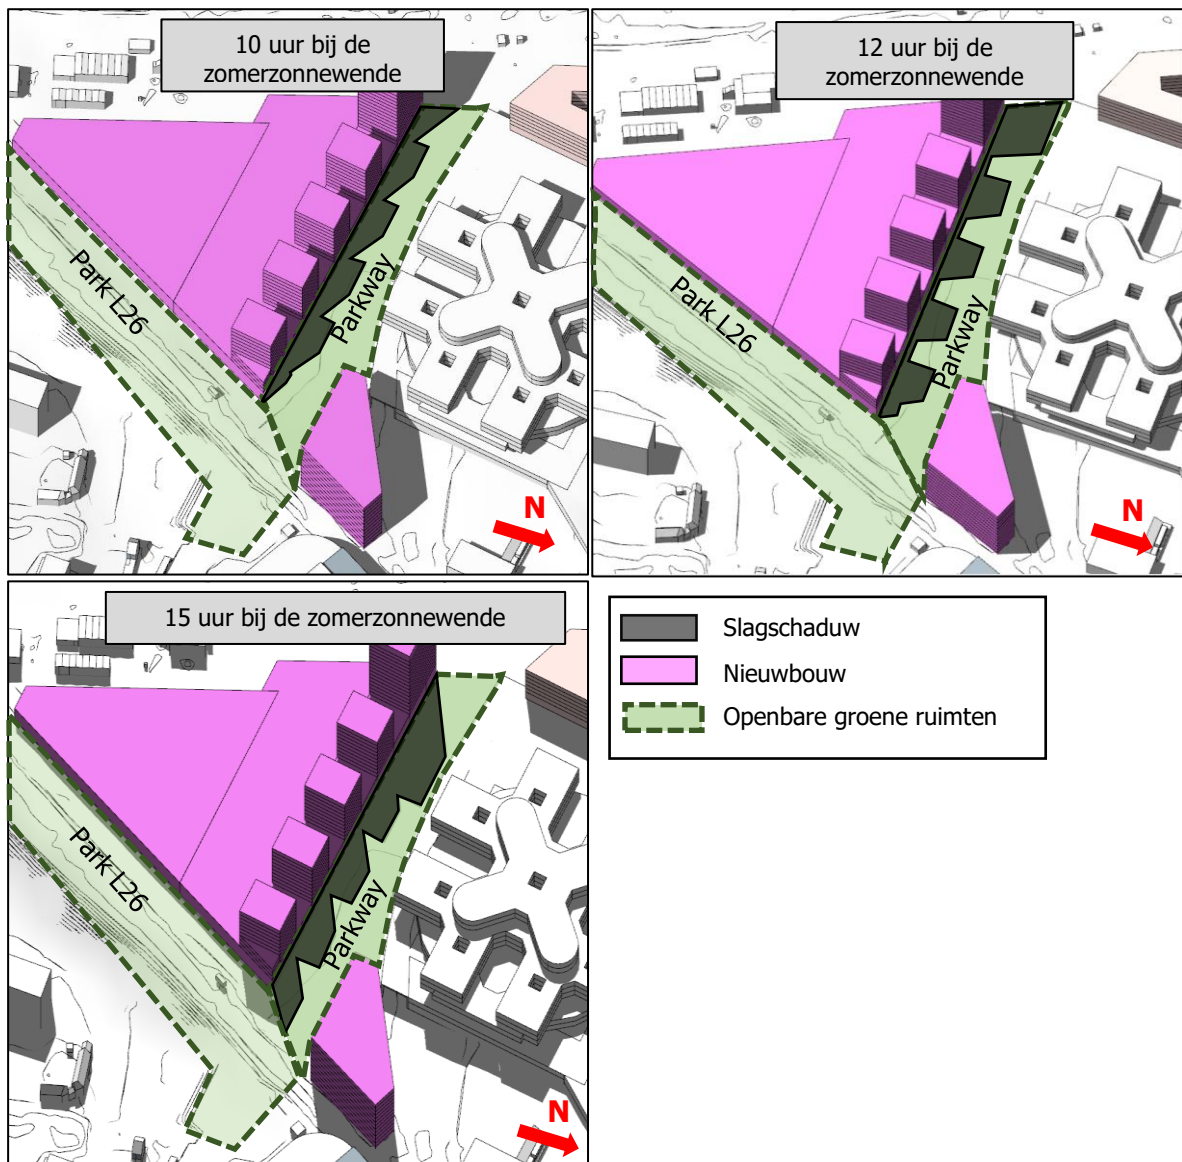 10 uur bij de
zomerzonnewende
Park L26
Parkway
N
12 uur bij de
zomerzonnewende
Park L26
Parkway
N
15 uur bij de zomerzonnewende
Park L26
Parkway
N
Slagschaduw
Nieuwbouw
Openbare groene ruimten